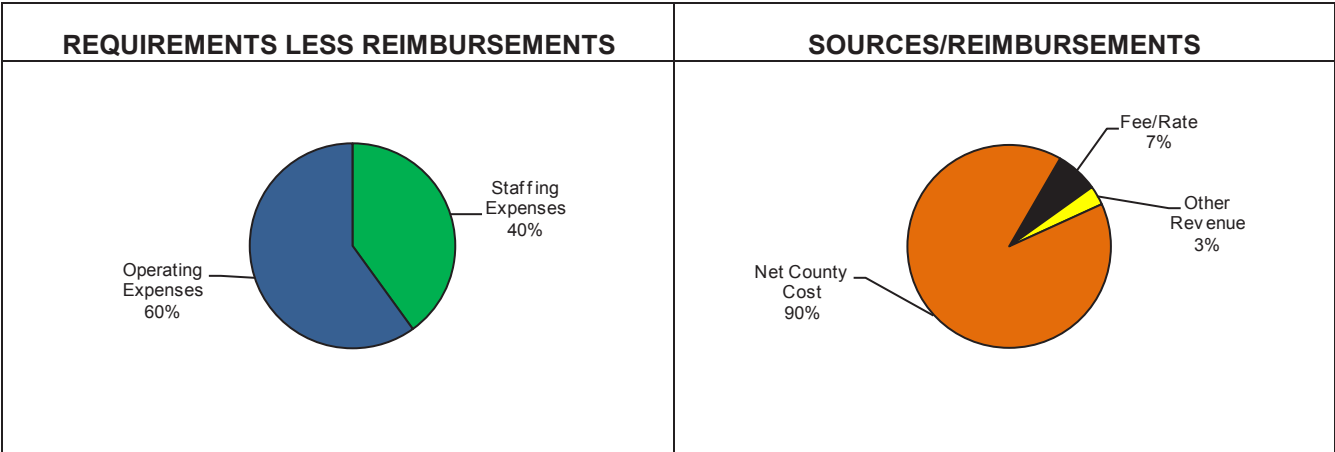 REQUIREMENTS LESS REIMBURSEMENTS
Staffing
Expenses
40%
Operating
Expenses
60%
SOURCES/REIMBURSEMENTS
Fee/Rate
7%
Other
Revenue
3%
Net County
Cost
90%